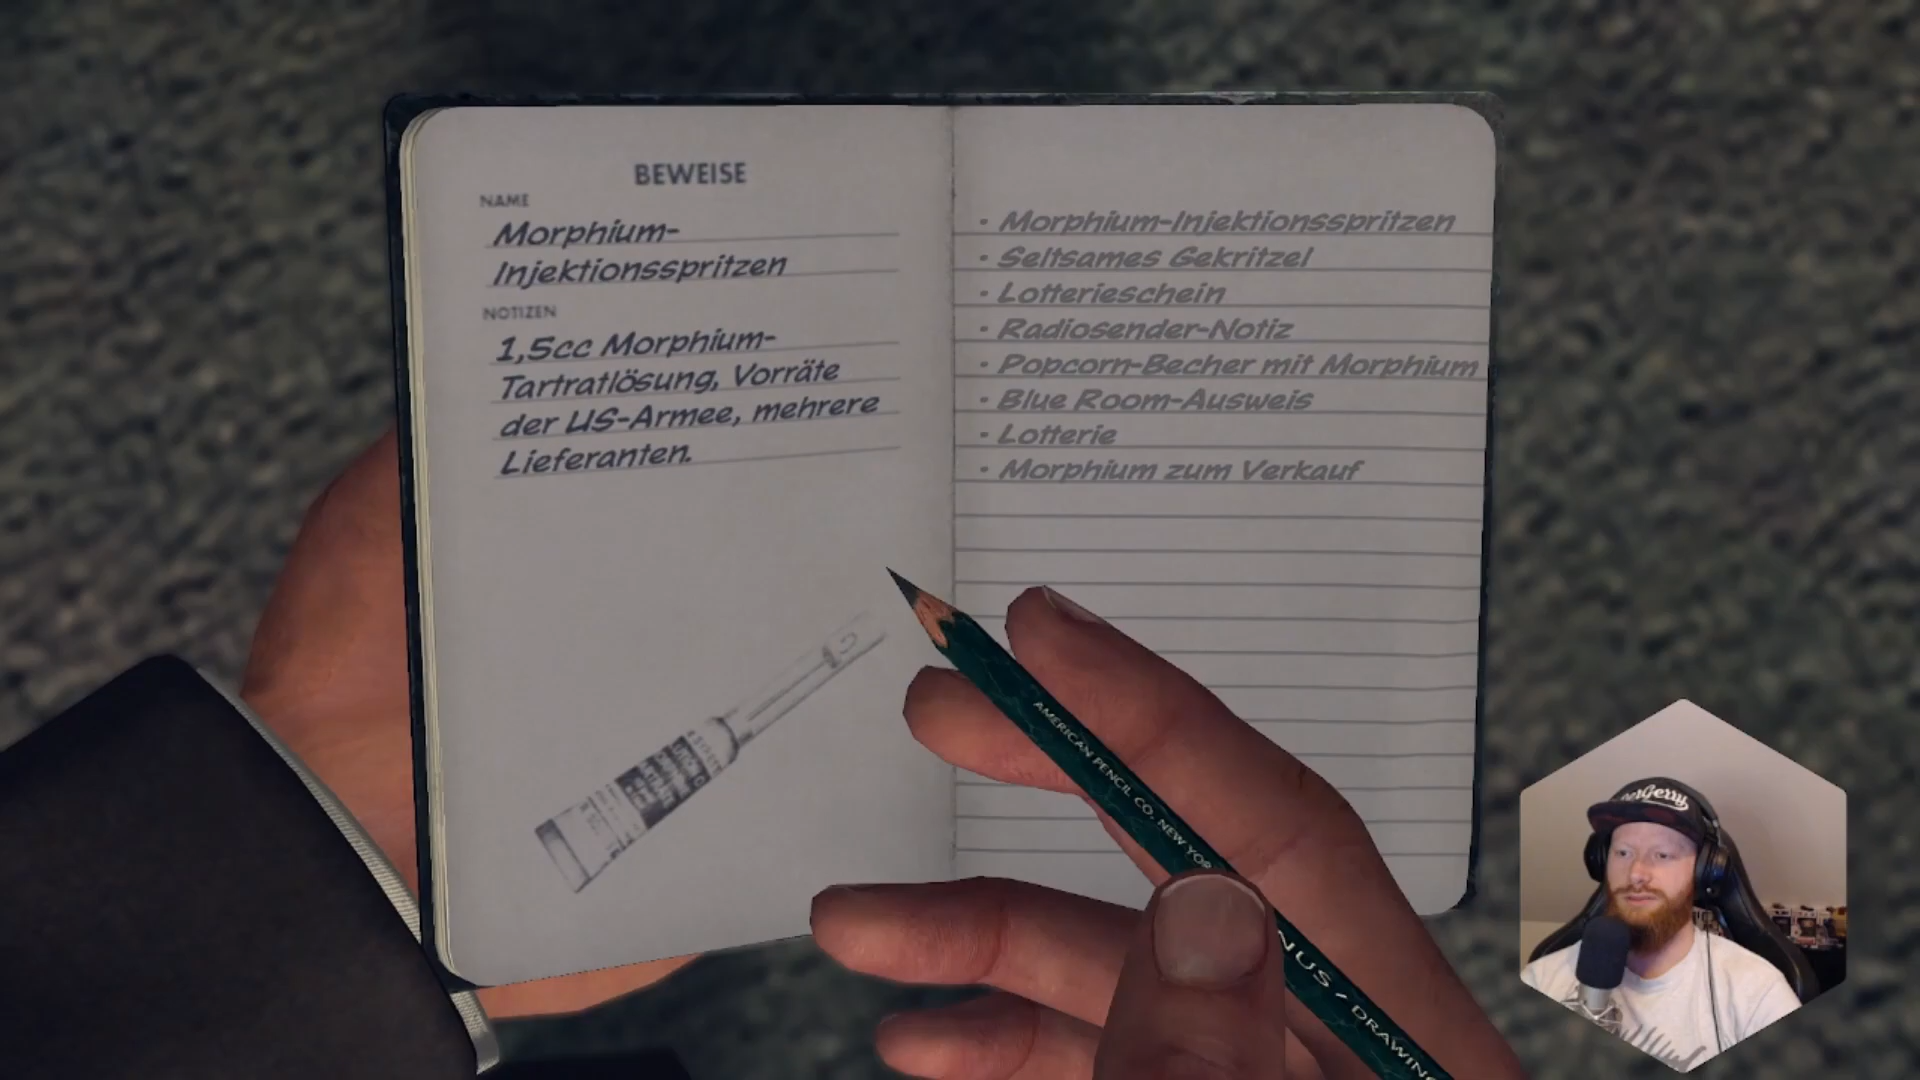 BEWEISE
NAME
Morphium-
Injektionsspritzen
NOTIZEN
1,5cc Morphium-
Tartratlösung, Vorräte
der US-Armee, mehrere
Lieferanten.
• Morphium-Injektionsspritzen
• Seltsames Gekritzel
• Lotterieschein
• Radiosender-Notiz
• Popcorn-Becher mit Morphium
• Blue Room-Ausweis
• Lotterie
• Morphium zum Verkauf
AMERICAN PENCIL CO. NEW YOR
NUS / DRAWING